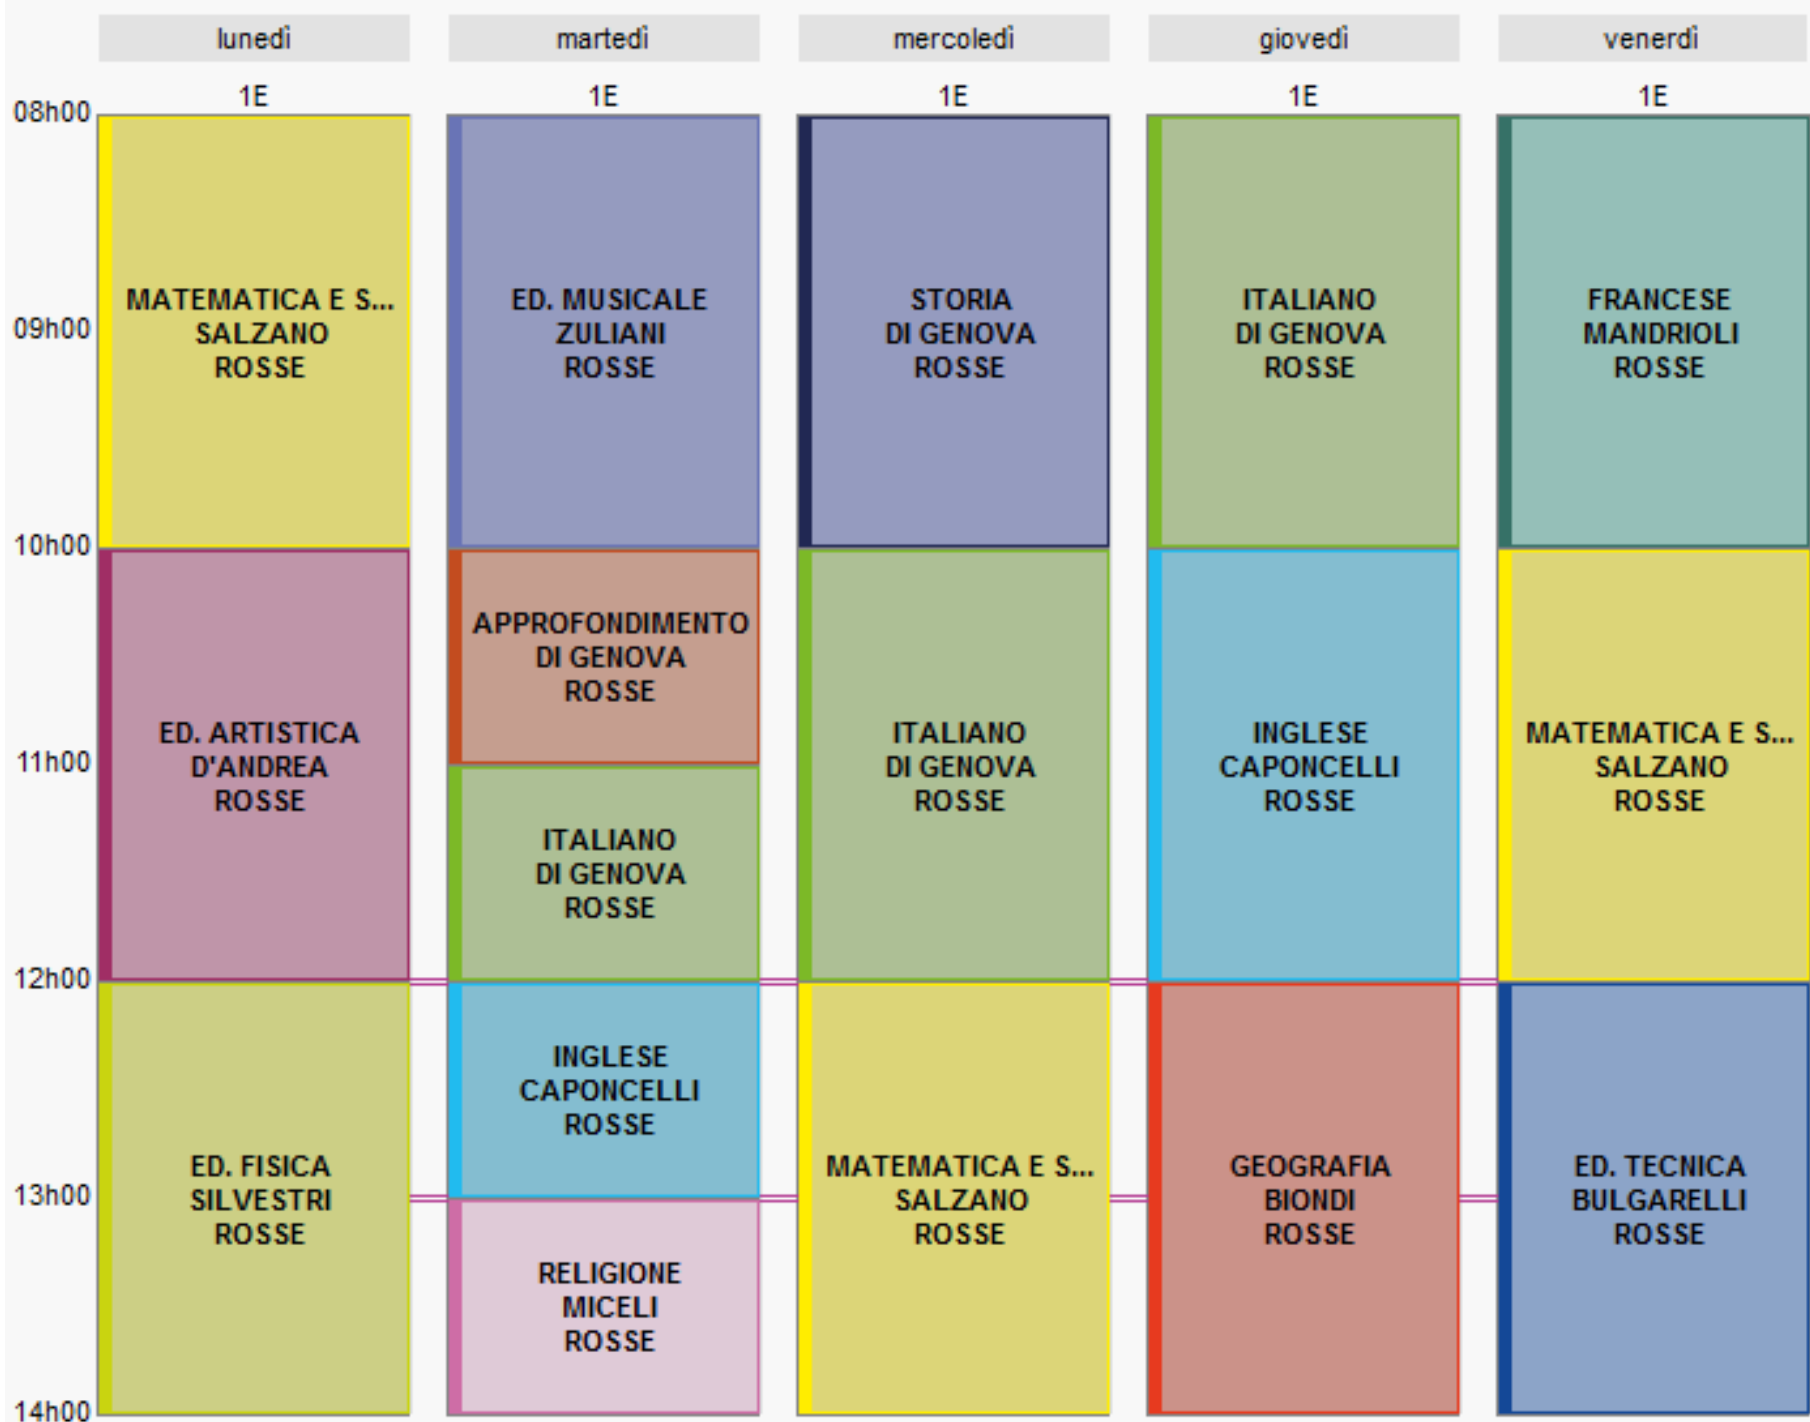 lunedì
martedì
mercoledì
giovedì
venerdì
1E
1E
1E
1E
1E
08h00
09h00
10h00
11h00
12h00
13h00
14h00
MATEMATICA E S...
SALZANO
ROSSE
ED. ARTISTICA
D'ANDREA
ROSSE
ED. FISICA
SILVESTRI
ROSSE
ED. MUSICALE
ZULIANI
ROSSE
APPROFONDIMENTO
DI GENOVA
ROSSE
ITALIANO
DI GENOVA
ROSSE
INGLESE
CAPONCELLI
ROSSE
RELIGIONE
MICELI
ROSSE
STORIA
DI GENOVA
ROSSE
ITALIANO
DI GENOVA
ROSSE
MATEMATICA E S...
SALZANO
ROSSE
ITALIANO
DI GENOVA
ROSSE
INGLESE
CAPONCELLI
ROSSE
GEOGRAFIA
BIONDI
ROSSE
FRANCESE
MANDRIOLI
ROSSE
MATEMATICA E S...
SALZANO
ROSSE
ED. TECNICA
BULGARELLI
ROSSE